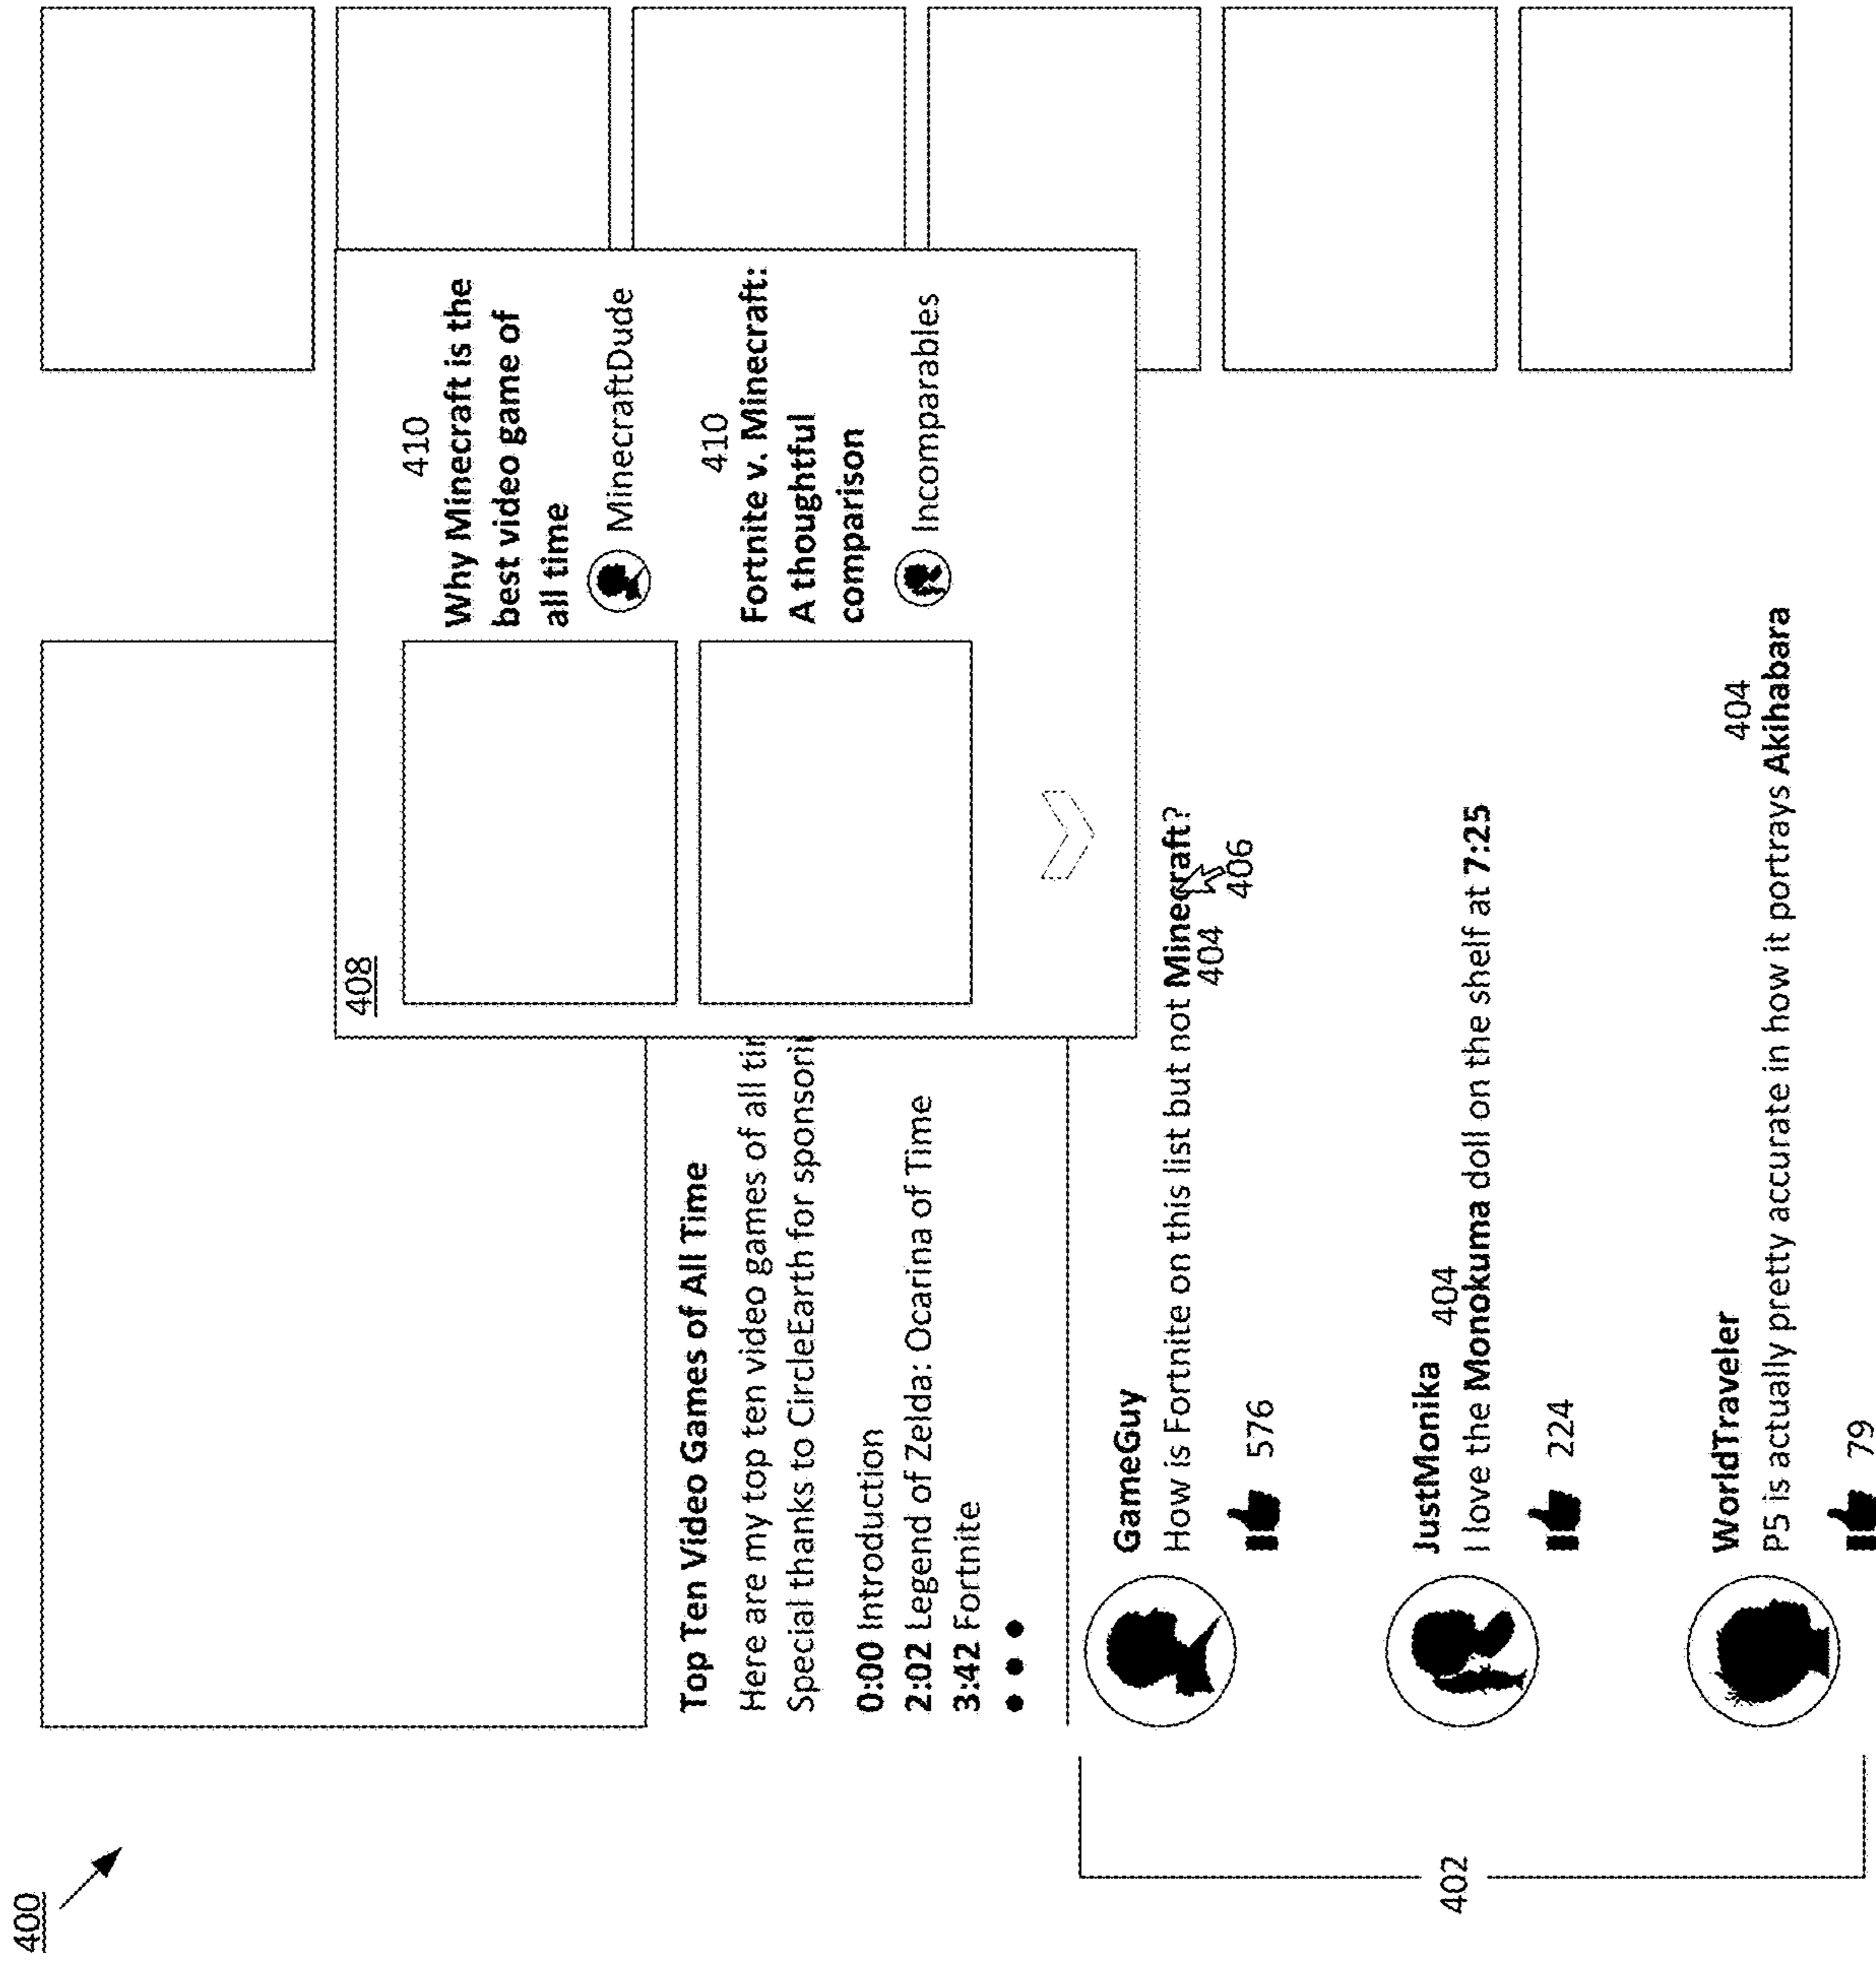 400
Top Ten Video Games of All Time
Here are my top ten video games of all tim
Special thanks to CircleEarth for sponsorin
0:00 Introduction
2:02 Legend of Zelda: Ocarina of Time
3:42 Fortnite
408
410
Why Minecraft is the
best video game of
all time
MinecraftDude
410
Fortnite v. Minecraft:
A thoughtful
comparison
Incomparables
402
GameGuy
How is Fortnite on this list but not Minecraft?
404
406
576
JustMonika
404
I love the Monokuma doll on the shelf at 7:25
224
WorldTraveler
404
P5 is actually pretty accurate in how it portrays Akihabara
79